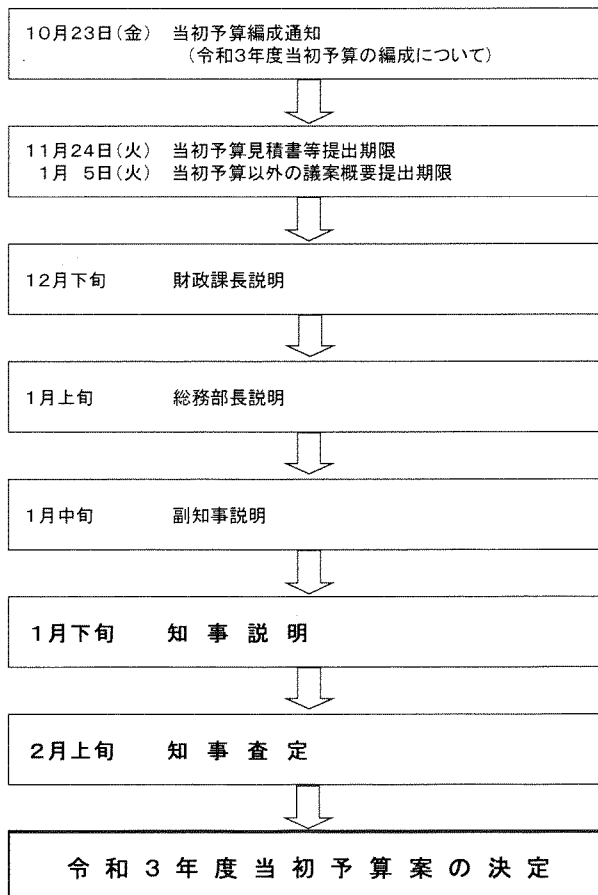 10月23日(金) 当初予算編成通知
(令和3年度当初予算の編成について)
11月24日(火) 当初予算見積書等提出期限
1月 5日(火) 当初予算以外の議案概要提出期限
12月下旬 財政課長説明
1月上旬 総務部長説明
1月中旬 副知事説明
1月下旬 知事説明
2月上旬 知事査定
令和3年度当初予算案の決定